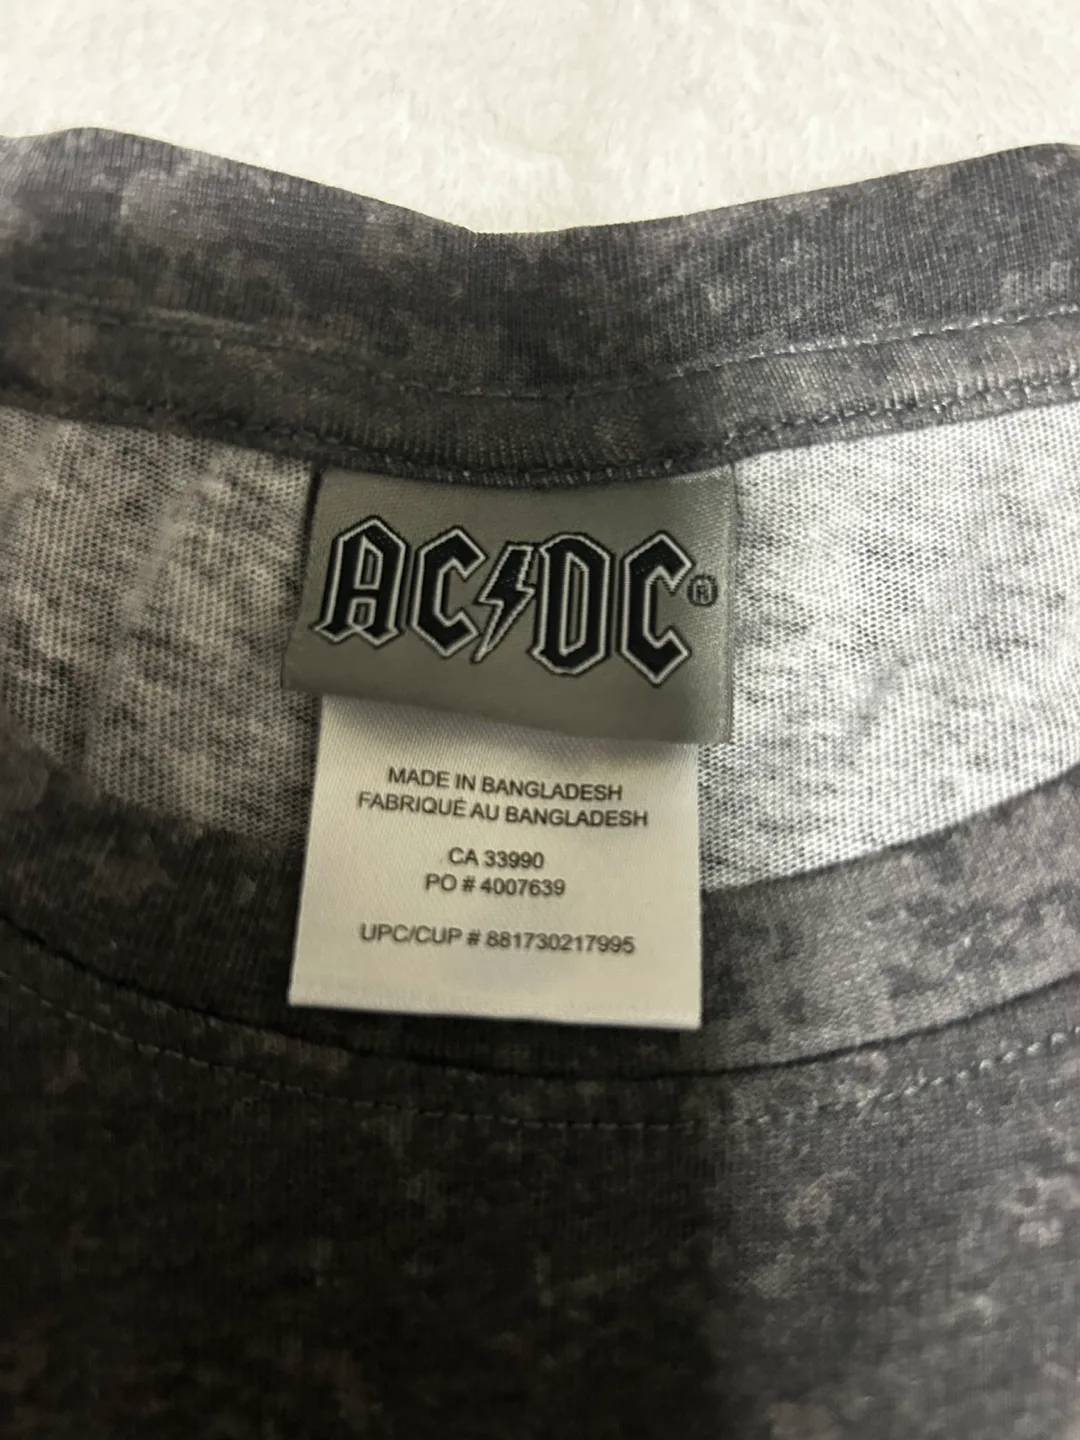 AC⚡DC®
MADE IN BANGLADESH
FABRIQUÉ AU BANGLADESH
CA 33990
PO # 4007639
UPC/CUP # 881730217995